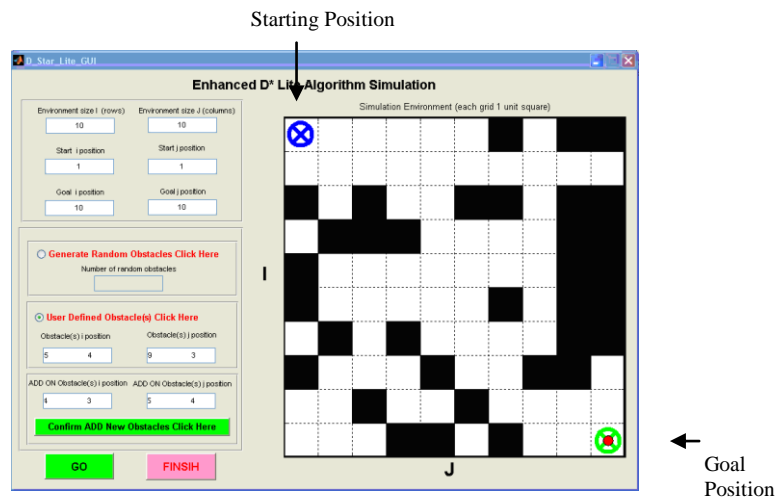 Starting Position
D_Star_Lite_GUI
Enhanced D* Lite Algorithm Simulation
Environment size I (rows) Environment size J (columns)
10 10
Start i position Start j position
1 1
Goal i position Goal j position
10 10
Simulation Environment (each grid 1 unit square)
Generate Random Obstacles Click Here
Number of random obstacles
User Defined Obstacle(s) Click Here
Obstacle(s) i position Obstacle(s) j position
5 4 9 3
ADD ON Obstacle(s) i position ADD ON Obstacle(s) j position
4 3 5 4
Confirm ADD New Obstacles Click Here
GO FINSIH
I
J
Goal
Position